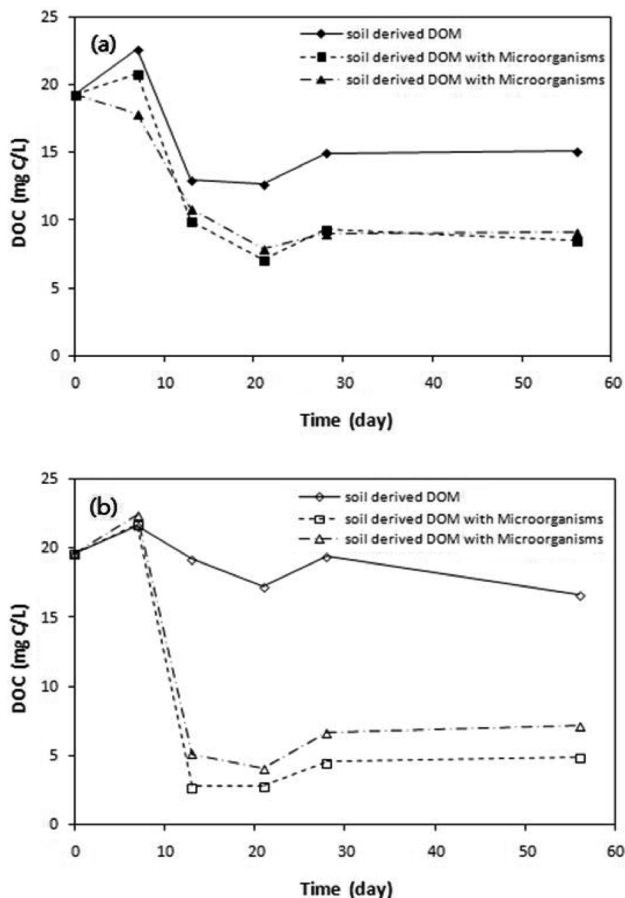 (a)
soil derived DOM
soil derived DOM with Microorganisms
soil derived DOM with Microorganisms
DOC (mg C/L)
25
20
15
10
5
0
0 10 20 30 40 50 60
Time (day)
(b)
soil derived DOM
soil derived DOM with Microorganisms
soil derived DOM with Microorganisms
DOC (mg C/L)
25
20
15
10
5
0
0 10 20 30 40 50 60
Time (day)